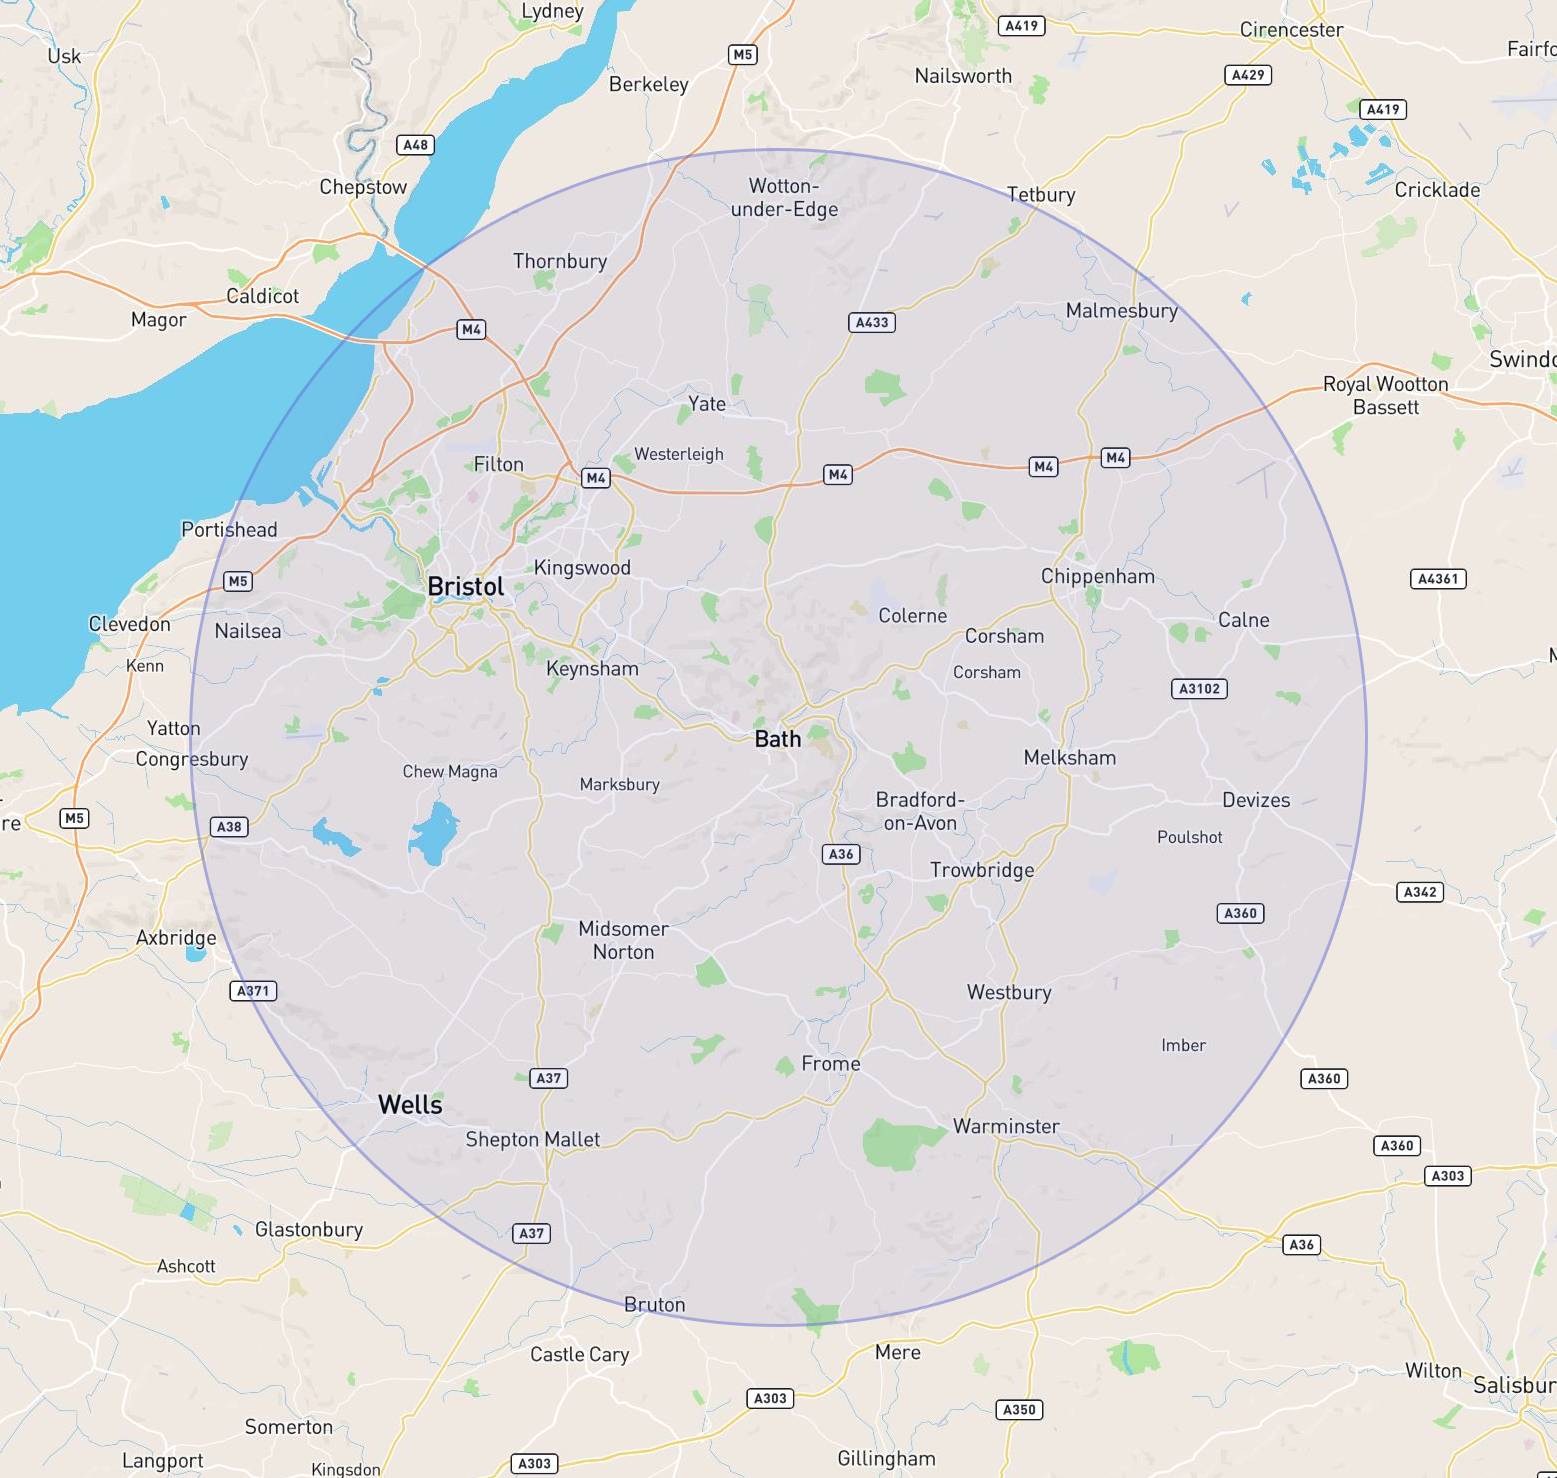 Lydney
Usk
M5
A419
Cirencester
Fairfo
Berkeley
Nailsworth
A429
A419
A48
Chepstow
Wotton-
under-Edge
Tetbury
Cricklade
Thornbury
Caldicot
Magor
M4
A433
Malmesbury
Swindo
Royal Wootton
Bassett
Yate
Westerleigh
Filton
M4
M4
M4
M4
Portishead
M5
Kingswood
Bristol
Chippenham
A4361
Clevedon
Nailsea
Colerne
Corsham
Calne
Kenn
Keynsham
Corsham
M
A3102
Yatton
Bath
Congresbury
Chew Magna
Marksbury
Melksham
Bradford-
on-Avon
Devizes
re
M5
A38
Poulshot
A36
Trowbridge
A342
A360
Axbridge
Midsomer
Norton
A371
Westbury
Imber
Frome
A37
A360
Wells
Shepton Mallet
Warminster
A360
A303
Glastonbury
A37
A36
Ashcott
Bruton
Castle Cary
Mere
Wilton
Salisbur
A303
A350
Somerton
Langport
Kingsdon
A303
Gillingham